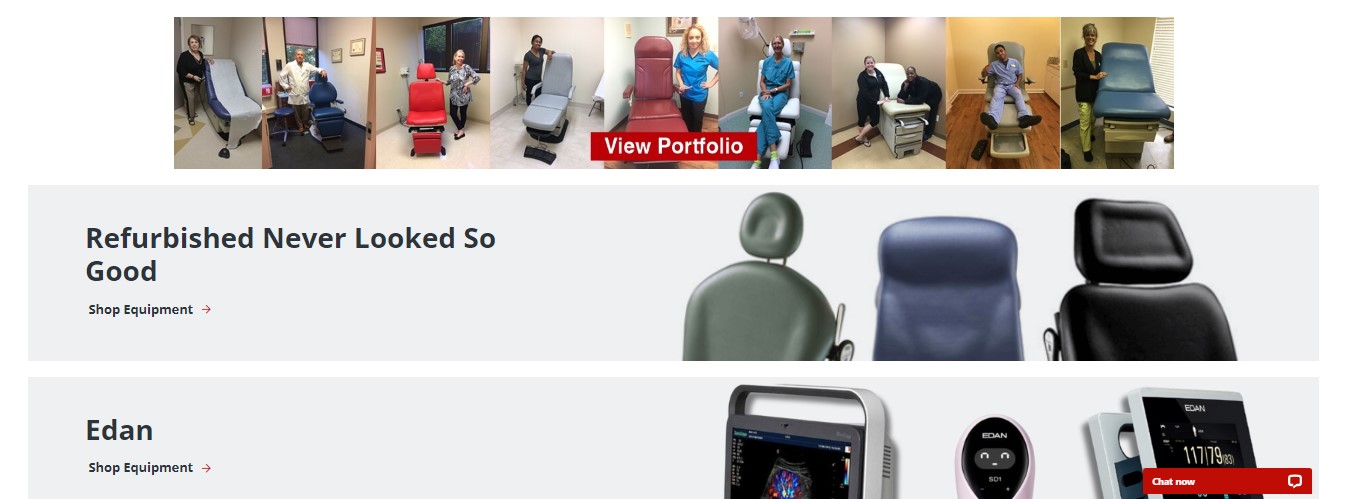 View Portfolio
Refurbished Never Looked So
Good
Shop Equipment
Edan
Shop Equipment
EDAN
SD1
EDAN
117/79(83)
Chat now